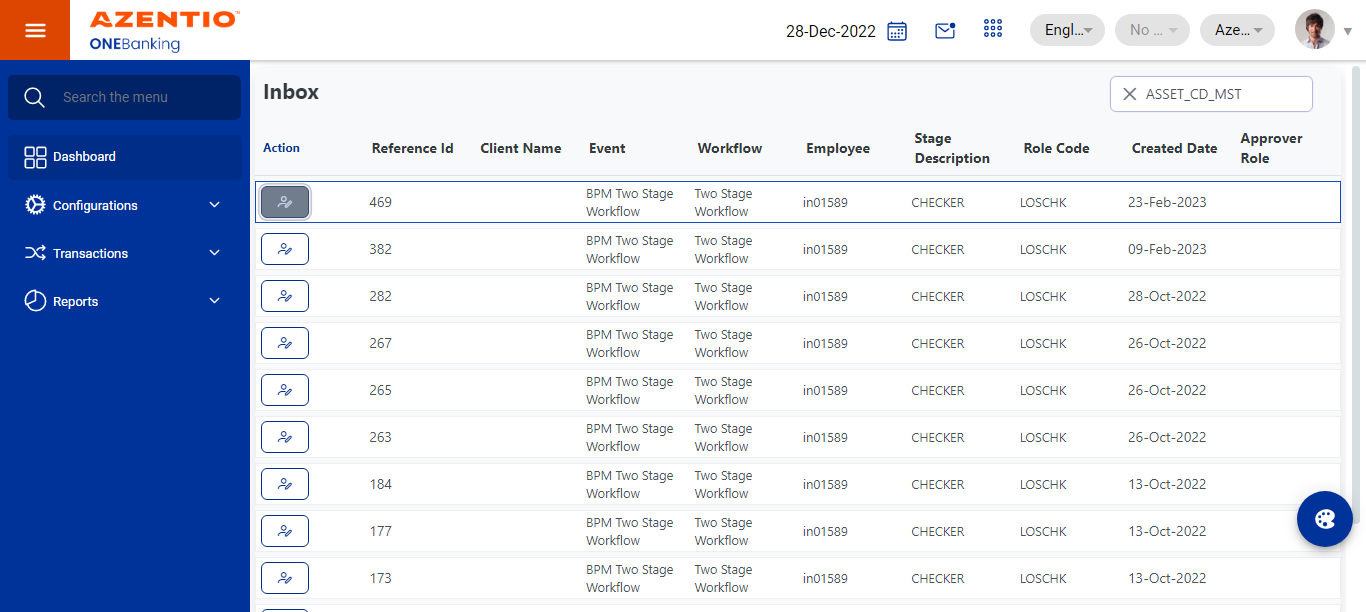 AZENTIO™
ONEBanking
28-Dec-2022
Engl...
No ...
Aze...
Search the menu
Dashboard
Configurations
Transactions
Reports
Inbox
ASSET_CD_MST
Action Reference Id Client Name Event Workflow Employee Stage Description Role Code Created Date Approver Role
469 BPM Two Stage Workflow Two Stage Workflow in01589 CHECKER LOSCHK 23-Feb-2023
382 BPM Two Stage Workflow Two Stage Workflow in01589 CHECKER LOSCHK 09-Feb-2023
282 BPM Two Stage Workflow Two Stage Workflow in01589 CHECKER LOSCHK 28-Oct-2022
267 BPM Two Stage Workflow Two Stage Workflow in01589 CHECKER LOSCHK 26-Oct-2022
265 BPM Two Stage Workflow Two Stage Workflow in01589 CHECKER LOSCHK 26-Oct-2022
263 BPM Two Stage Workflow Two Stage Workflow in01589 CHECKER LOSCHK 26-Oct-2022
184 BPM Two Stage Workflow Two Stage Workflow in01589 CHECKER LOSCHK 13-Oct-2022
177 BPM Two Stage Workflow Two Stage Workflow in01589 CHECKER LOSCHK 13-Oct-2022
173 BPM Two Stage Workflow Two Stage Workflow in01589 CHECKER LOSCHK 13-Oct-2022